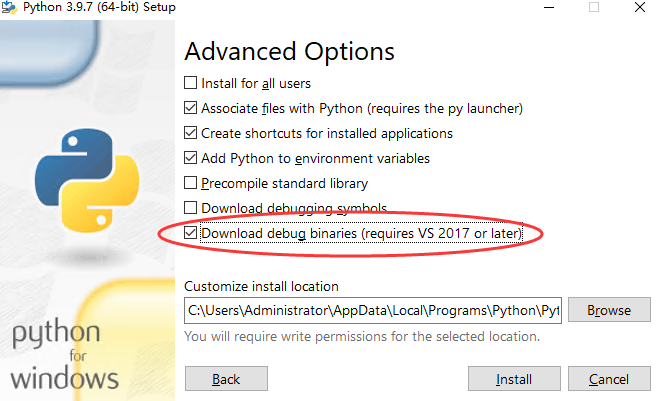 Python 3.9.7 (64-bit) Setup
Advanced Options
Install for all users
Associate files with Python (requires the py launcher)
Create shortcuts for installed applications
Add Python to environment variables
Precompile standard library
Download debugging symbols
Download debug binaries (requires VS 2017 or later)
Customize install location
C:\Users\Administrator\AppData\Local\Programs\Python\Pyt
Browse
You will require write permissions for the selected location.
python
for
windows
Back
Install
Cancel